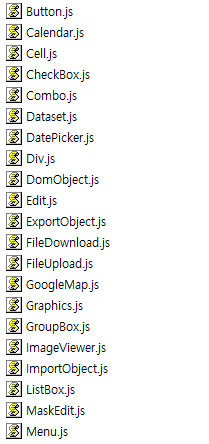 Button.js
Calendar.js
Cell.js
CheckBox.js
Combo.js
Dataset.js
DatePicker.js
Div.js
DomObject.js
Edit.js
ExportObject.js
FileDownload.js
FileUpload.js
GoogleMap.js
Graphics.js
GroupBox.js
ImageViewer.js
ImportObject.js
ListBox.js
MaskEdit.js
Menu.js